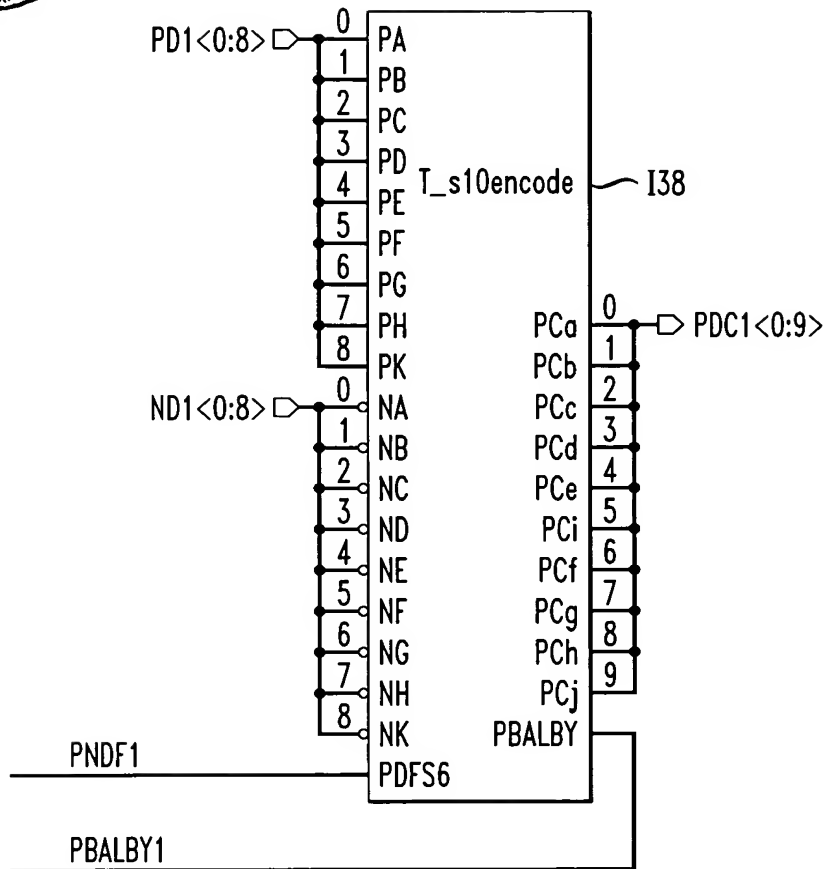 PD1<0:8>
0 PA
1 PB
2 PC
3 PD
4 PE
5 PF
6 PG
7 PH
8 PK
T_s10encode
I38
ND1<0:8>
0 NA
1 NB
2 NC
3 ND
4 NE
5 NF
6 NG
7 NH
8 NK
PCa 0
PDC1<0:9>
PCb 1
PCc 2
PCd 3
PCe 4
PCi 5
PCf 6
PCg 7
PCh 8
PCj 9
PBALBY
PNDF1
PDFS6
PBALBY1